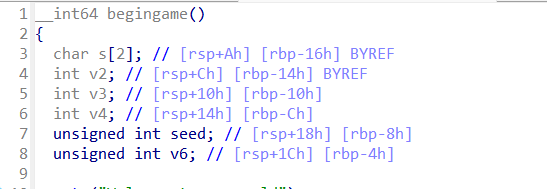 1 __int64 begingame()
2 {
3 char s[2]; // [rsp+Ah] [rbp-16h] BYREF
4 int v2; // [rsp+Ch] [rbp-14h] BYREF
5 int v3; // [rsp+10h] [rbp-10h]
6 int v4; // [rsp+14h] [rbp-Ch]
7 unsigned int seed; // [rsp+18h] [rbp-8h]
8 unsigned int v6; // [rsp+1Ch] [rbp-4h]
9